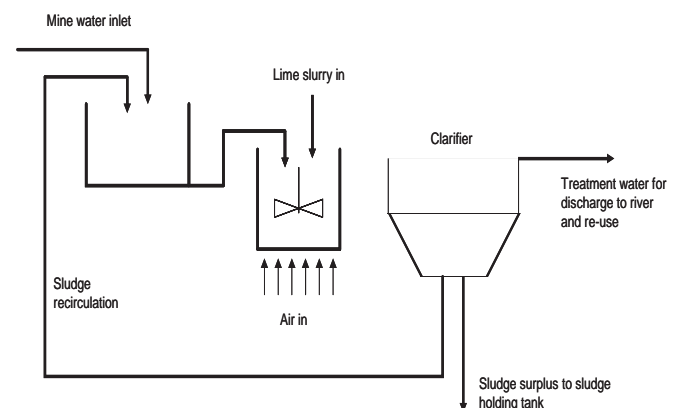 Mine water inlet
Lime slurry in
Clarifier
Treatment water for
discharge to river
and re-use
Sludge
recirculation
Air in
Sludge surplus to sludge
holding tank